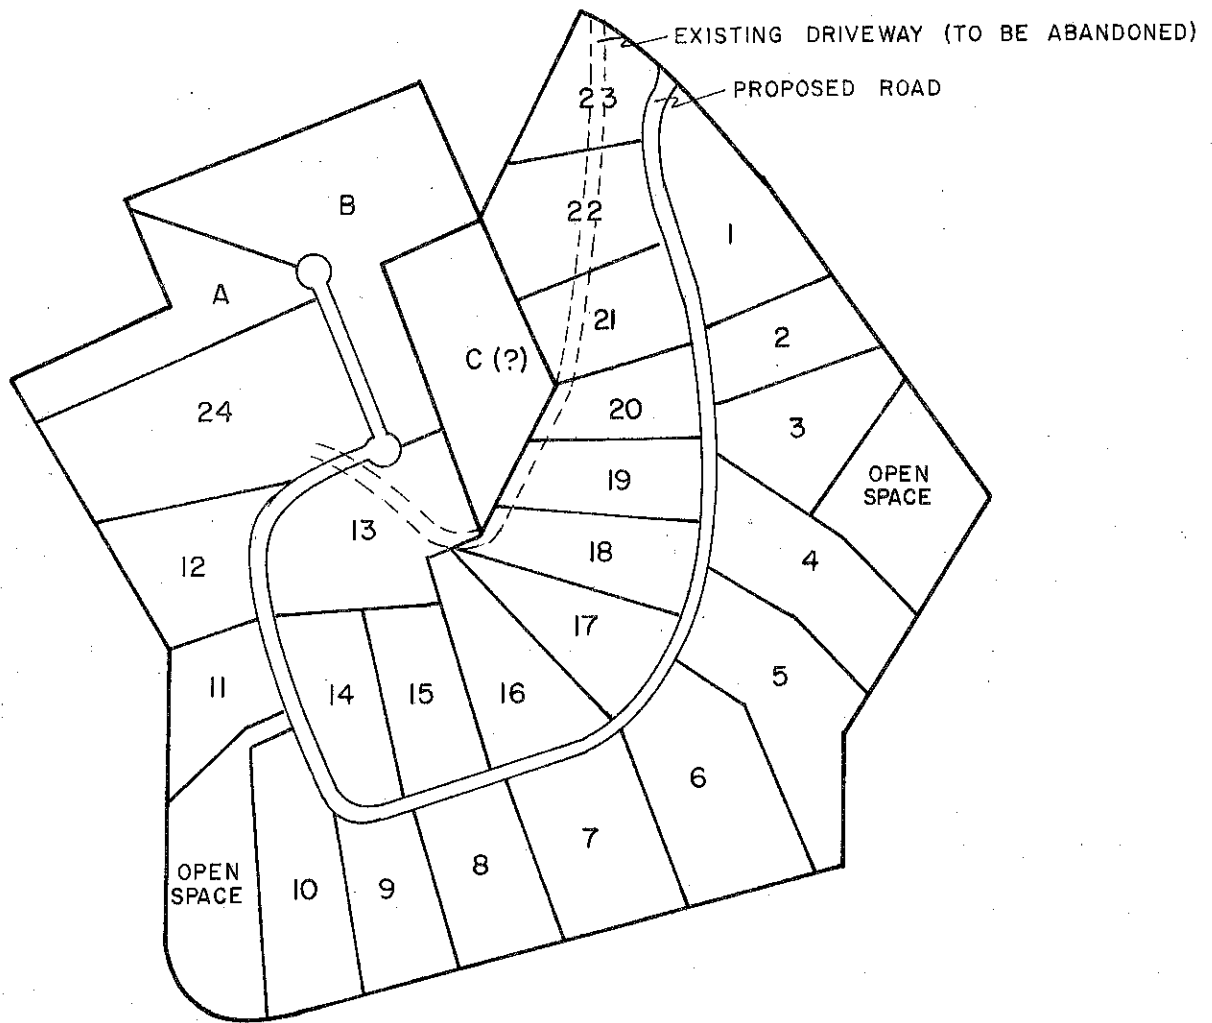 EXISTING DRIVEWAY (TO BE ABANDONED)
PROPOSED ROAD
23
B
22
1
A
21
2
C (?)
24
20
3
19
OPEN
SPACE
13
18
4
12
17
5
11
14
15
16
6
7
8
OPEN
SPACE
10
9